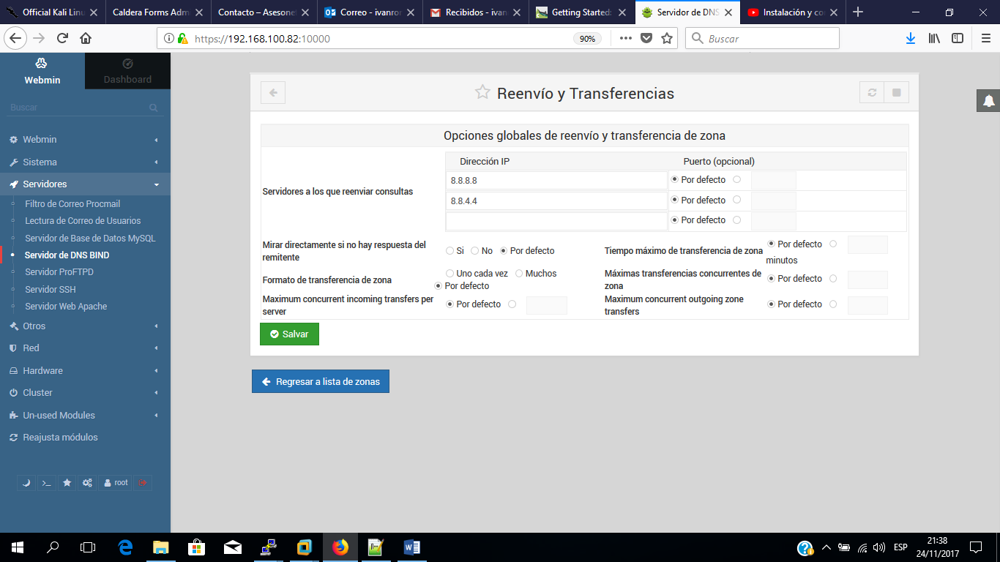 Official Kali Linu
Caldera Forms Adm
Contacto – Asesone
Correo - ivanror
Recibidos - ivan
Getting Started:
Servidor de DNS
Instalación y co
https://192.168.100.82:10000
90%
Buscar
Webmin
Dashboard
Buscar
Webmin
Sistema
Servidores
Filtro de Correo Procmail
Lectura de Correo de Usuarios
Servidor de Base de Datos MySQL
Servidor de DNS BIND
Servidor ProFTPD
Servidor SSH
Servidor Web Apache
Otros
Red
Hardware
Cluster
Un-used Modules
Reajusta módulos
root
Reenvío y Transferencias
Opciones globales de reenvío y transferencia de zona
Servidores a los que reenviar consultas
Dirección IP Puerto (opcional)
8.8.8.8 Por defecto
8.8.4.4 Por defecto
Por defecto
Mirar directamente si no hay respuesta del
remitente
Si No Por defecto
Tiempo máximo de transferencia de zona
Por defecto
minutos
Formato de transferencia de zona
Uno cada vez Muchos
Por defecto
Máximas transferencias concurrentes de
zona
Por defecto
Maximum concurrent incoming transfers per
server
Por defecto
Maximum concurrent outgoing zone
transfers
Por defecto
Salvar
Regresar a lista de zonas
ESP
21:38
24/11/2017